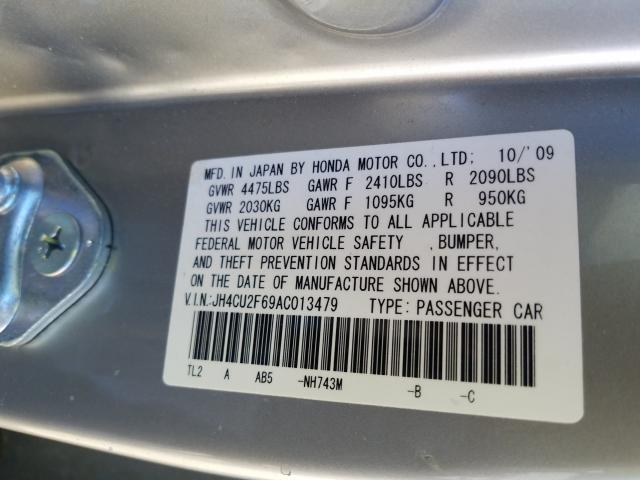 MFD. IN JAPAN BY HONDA MOTOR CO., LTD; 10/'09
GVWR 4475LBS GAWR F 2410LBS R 2090LBS
GVWR 2030KG GAWR F 1095KG R 950KG
THIS VEHICLE CONFORMS TO ALL APPLICABLE
FEDERAL MOTOR VEHICLE SAFETY , BUMPER,
AND THEFT PREVENTION STANDARDS IN EFFECT
ON THE DATE OF MANUFACTURE SHOWN ABOVE.
V.I.N:JH4CU2F69AC013479 TYPE: PASSENGER CAR
TL2 A AB5 -NH743M -B -C